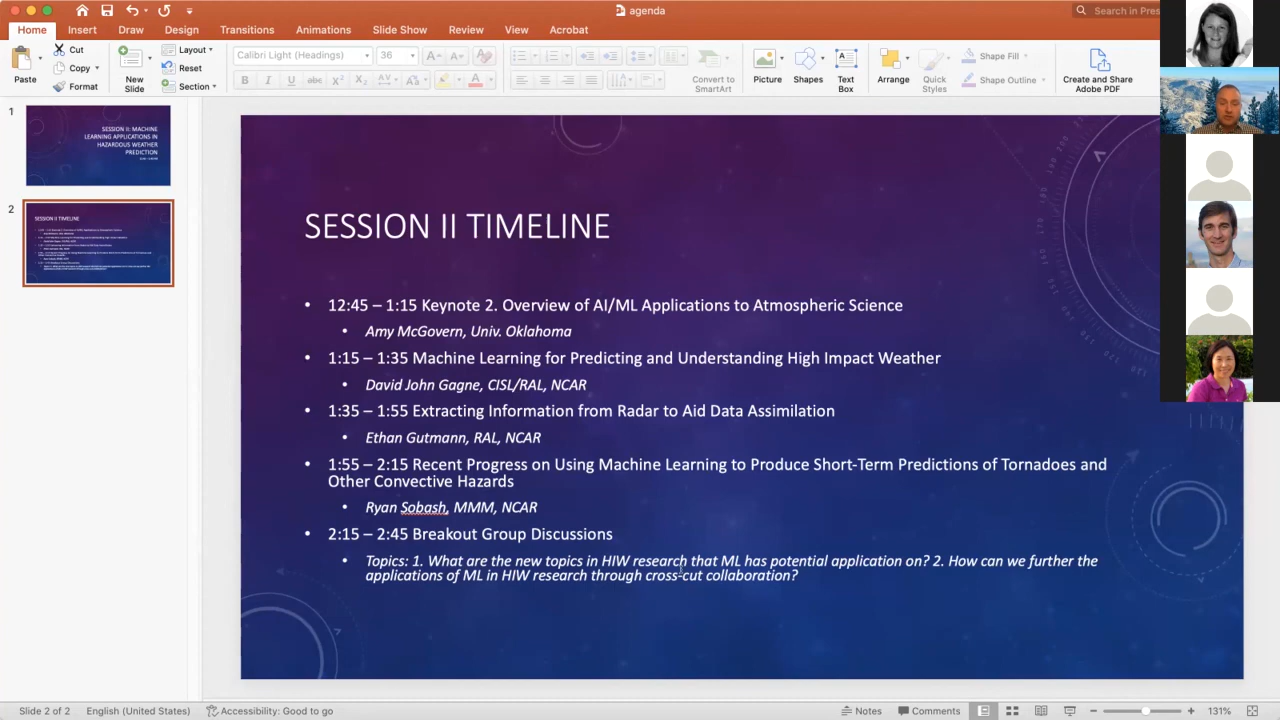 agenda
Search in Pres
Home Insert Draw Design Transitions Animations Slide Show Review View Acrobat
Paste
Cut
Copy
Format
New Slide
Layout
Reset
Section
Calibri Light (Headings) 36
Convert to SmartArt
Picture
Shapes
Text Box
Arrange
Quick Styles
Shape Fill
Shape Outline
Create and Share Adobe PDF
1
SESSION II: MACHINE
LEARNING APPLICATIONS IN
HAZARDOUS WEATHER
PREDICTION
2
SESSION II TIMELINE
SESSION II TIMELINE
• 12:45 – 1:15 Keynote 2. Overview of AI/ML Applications to Atmospheric Science
• Amy McGovern, Univ. Oklahoma
• 1:15 – 1:35 Machine Learning for Predicting and Understanding High Impact Weather
• David John Gagne, CISL/RAL, NCAR
• 1:35 – 1:55 Extracting Information from Radar to Aid Data Assimilation
• Ethan Gutmann, RAL, NCAR
• 1:55 – 2:15 Recent Progress on Using Machine Learning to Produce Short-Term Predictions of Tornadoes and
Other Convective Hazards
• Ryan Sobash, MMM, NCAR
• 2:15 – 2:45 Breakout Group Discussions
• Topics: 1. What are the new topics in HIW research that ML has potential application on? 2. How can we further the
applications of ML in HIW research through cross-cut collaboration?
Slide 2 of 2 English (United States) Accessibility: Good to go Notes Comments 131%